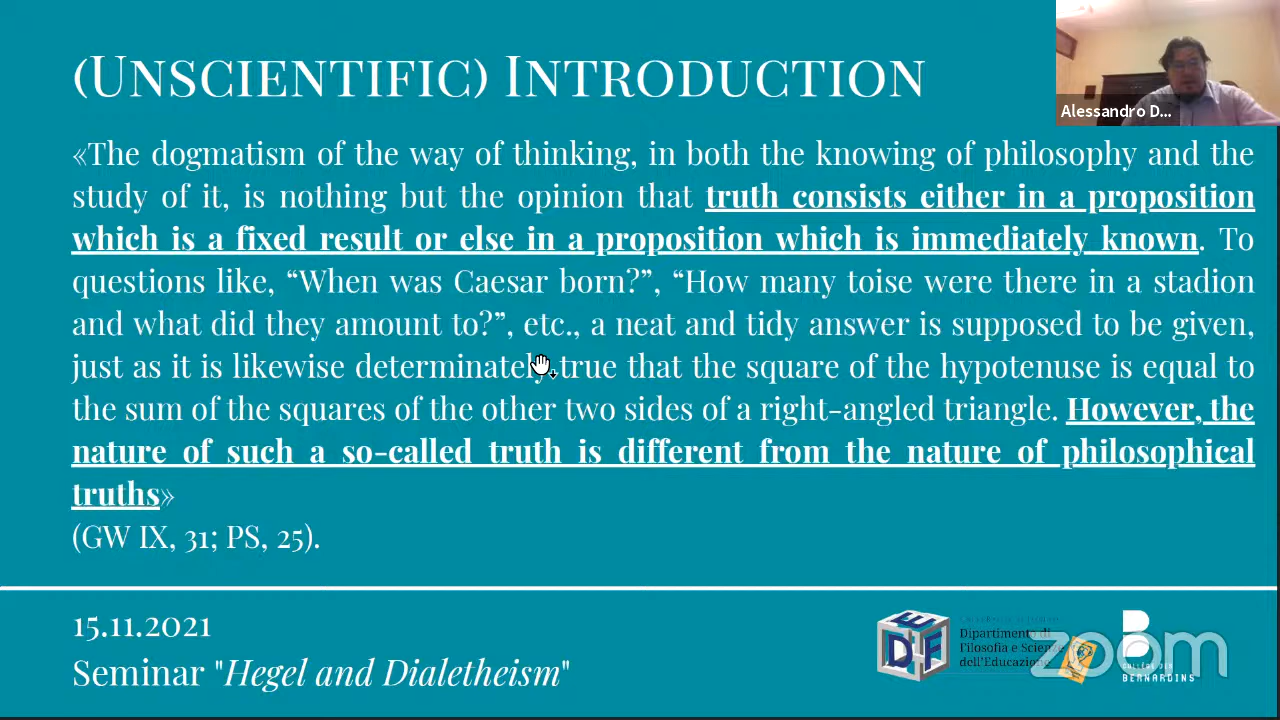 (Unscientific) Introduction
Alessandro D...
«The dogmatism of the way of thinking, in both the knowing of philosophy and the
study of it, is nothing but the opinion that truth consists either in a proposition
which is a fixed result or else in a proposition which is immediately known. To
questions like, “When was Caesar born?”, “How many toise were there in a stadion
and what did they amount to?”, etc., a neat and tidy answer is supposed to be given,
just as it is likewise determinately true that the square of the hypotenuse is equal to
the sum of the squares of the other two sides of a right-angled triangle. However, the
nature of such a so-called truth is different from the nature of philosophical
truths»
(GW IX, 31; PS, 25).
15.11.2021
Seminar "Hegel and Dialetheism"
DEF
Dipartimento di
Filosofia e Scienze
dell'Educazione
zoom
B
COLLÈGE DES
BERNARDINS